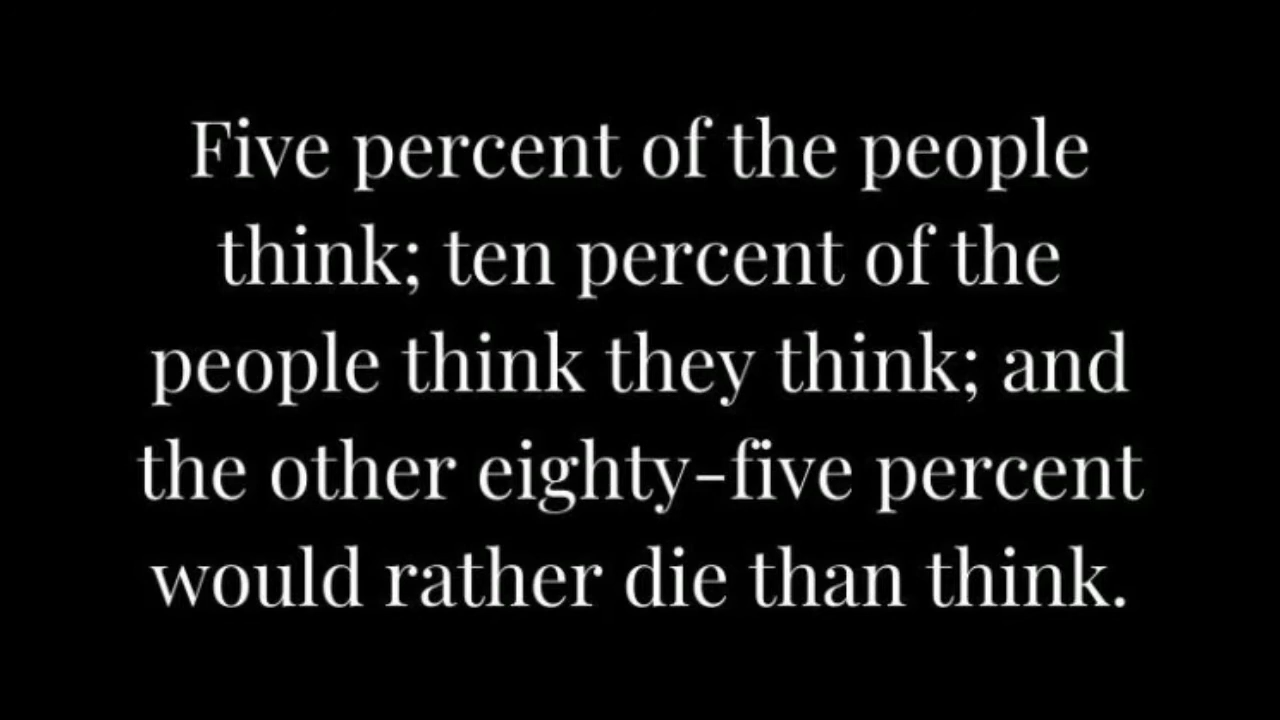 Five percent of the people
think; ten percent of the
people think they think; and
the other eighty-five percent
would rather die than think.